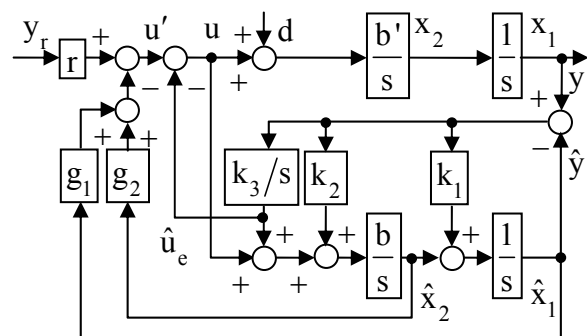 y_r r + − u′ − u + + d b' s x_2 1 s x_1 y
+ −
+ + g_1 g_2 k_3/s k_2 k_1 ŷ
û_e + + + + b s x̂_2 + + 1 s x̂_1